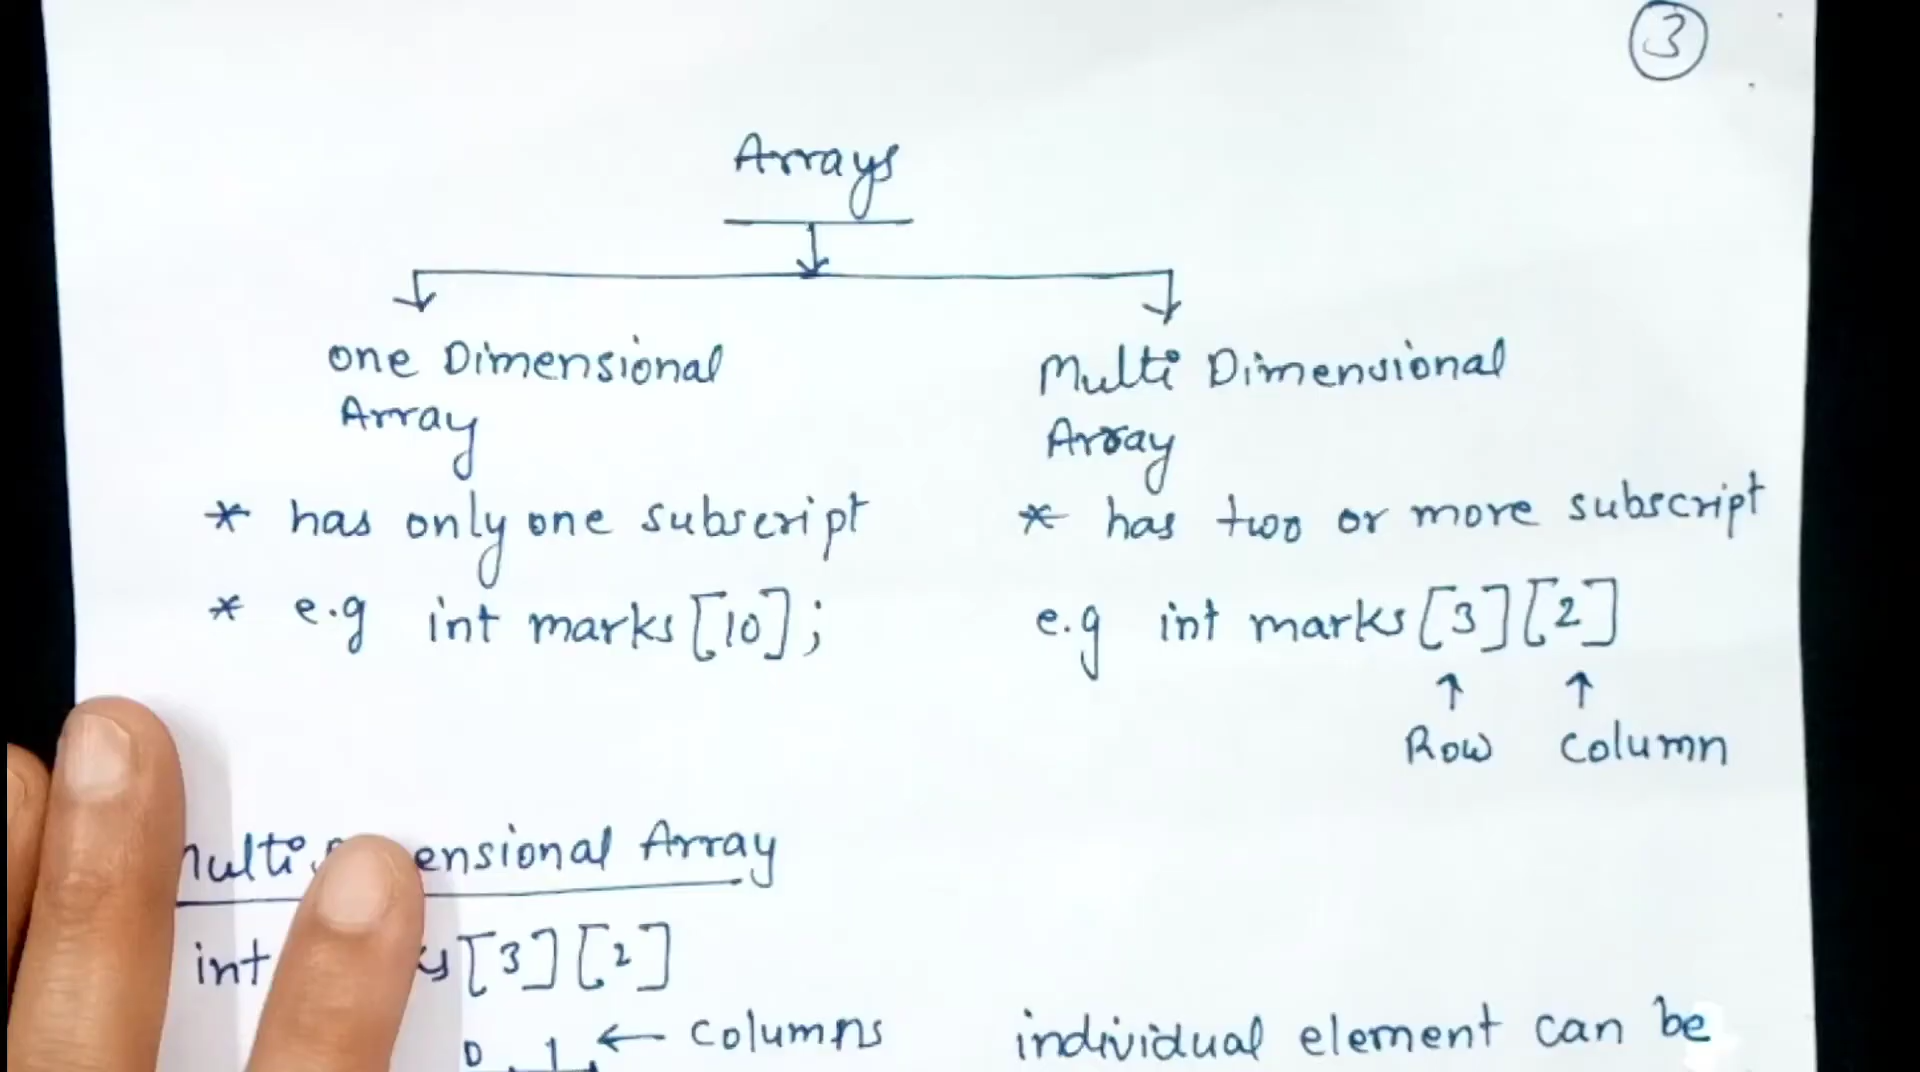 3
Arrays
one Dimensional
Array
* has only one subscript
* e.g int marks [10];
Multi Dimensional
Array
* has two or more subscript
e.g int marks [3][2]
↑ ↑
Row Column
ensional Array
int [3][2]
0 1 ← columns
individual element can be